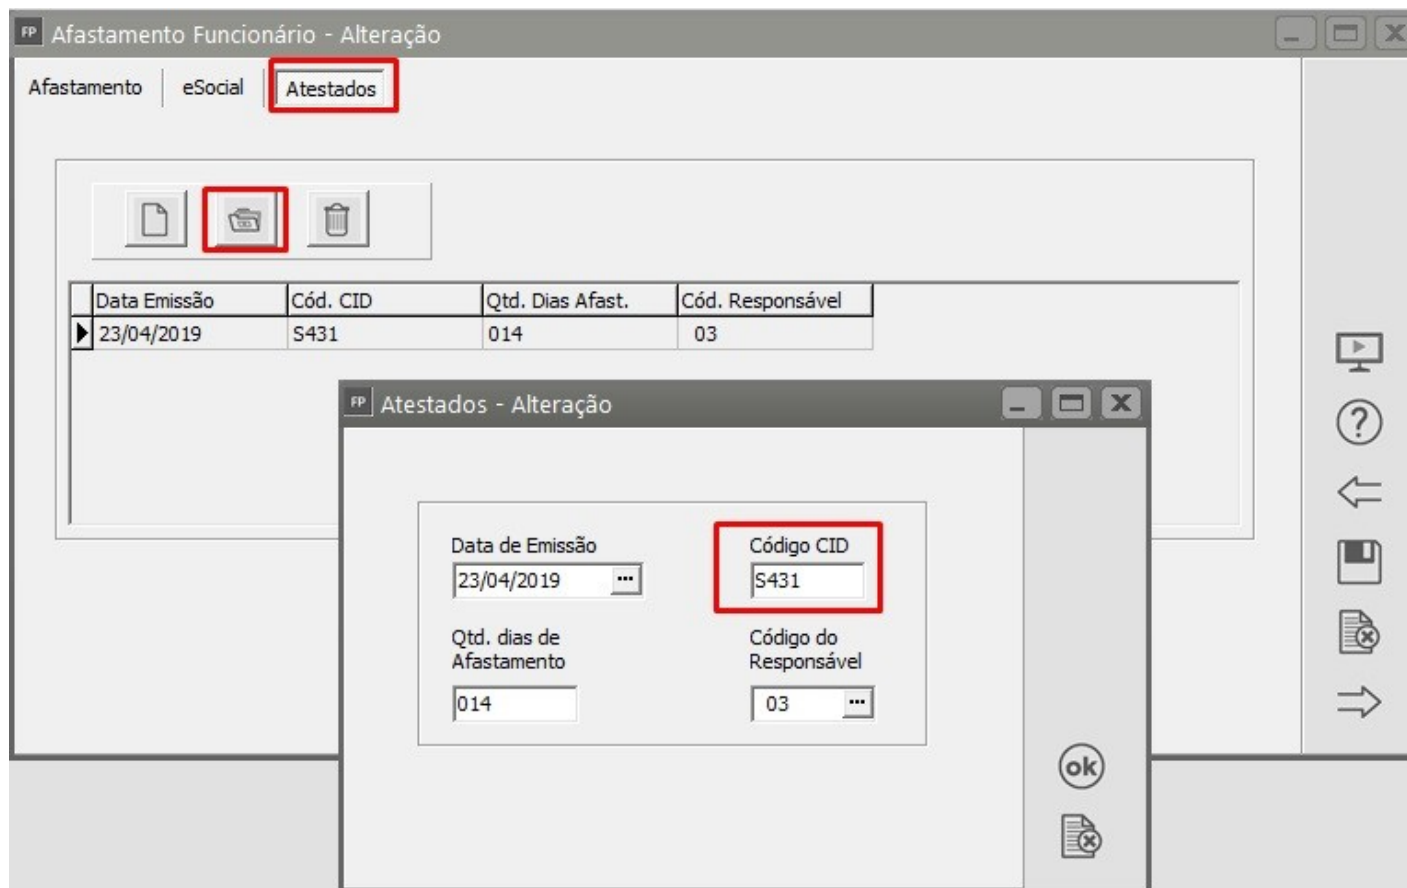 FP Afastamento Funcionário - Alteração
Afastamento eSocial Atestados
Data Emissão Cód. CID Qtd. Dias Afast. Cód. Responsável
23/04/2019 S431 014 03
FP Atestados - Alteração
Data de Emissão Código CID
23/04/2019 ... S431
Qtd. dias de Código do
Afastamento Responsável
014 03 ...
ok